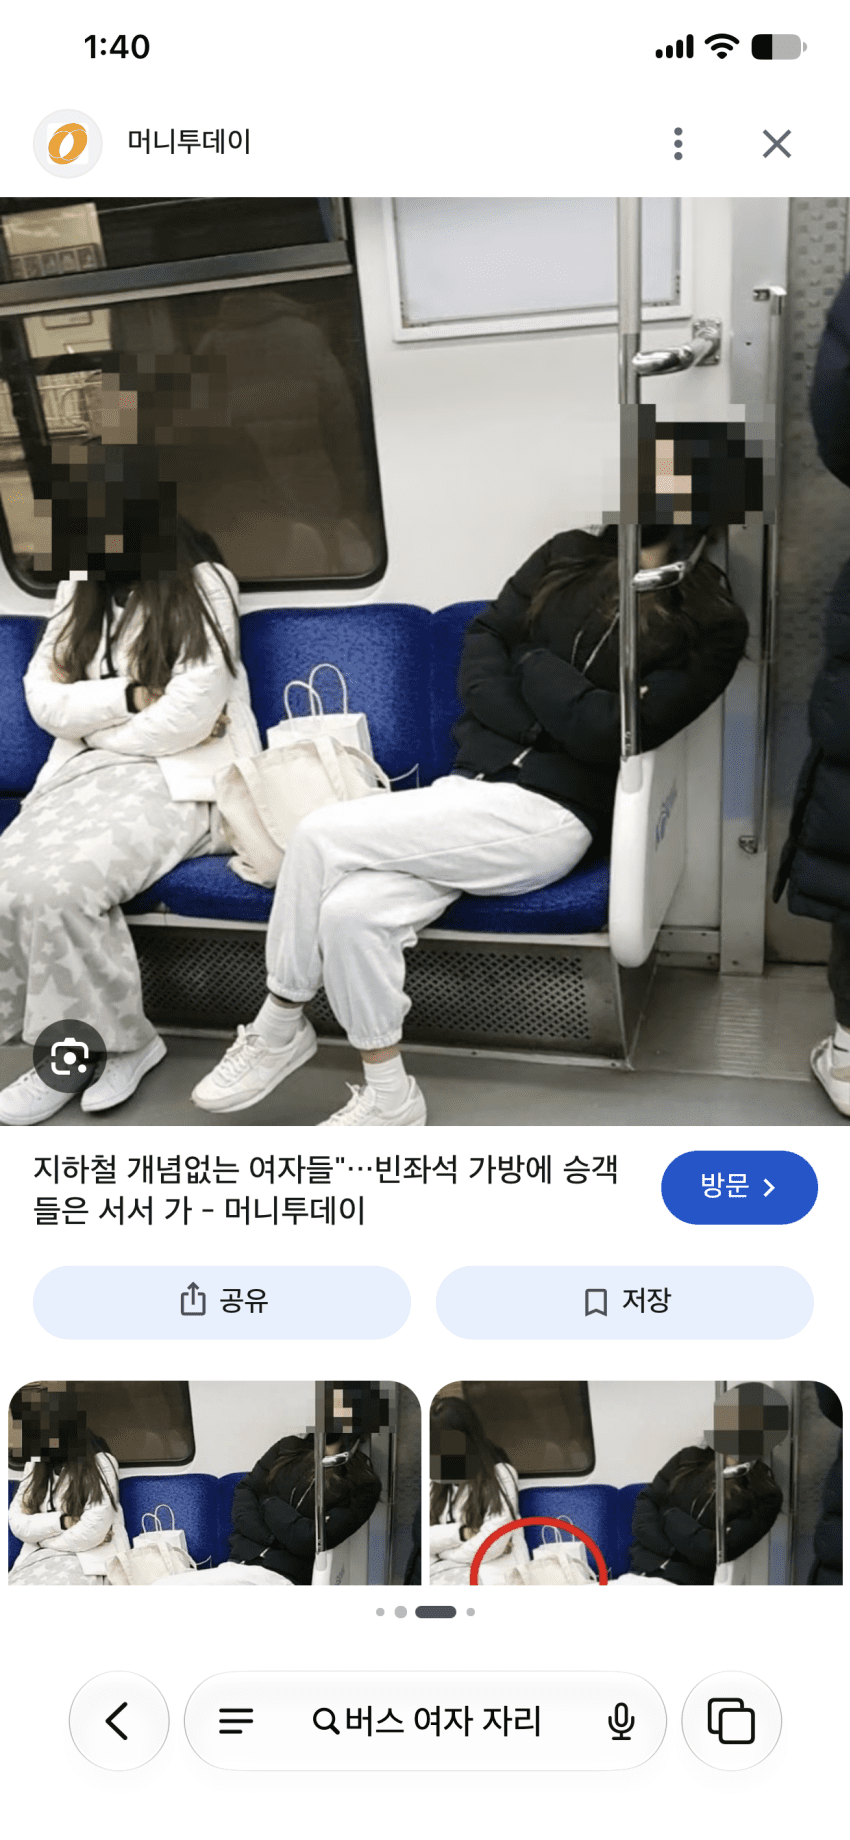 1:40
머니투데이
지하철 개념없는 여자들"…빈좌석 가방에 승객
들은 서서 가 - 머니투데이
방문
공유
저장
버스 여자 자리